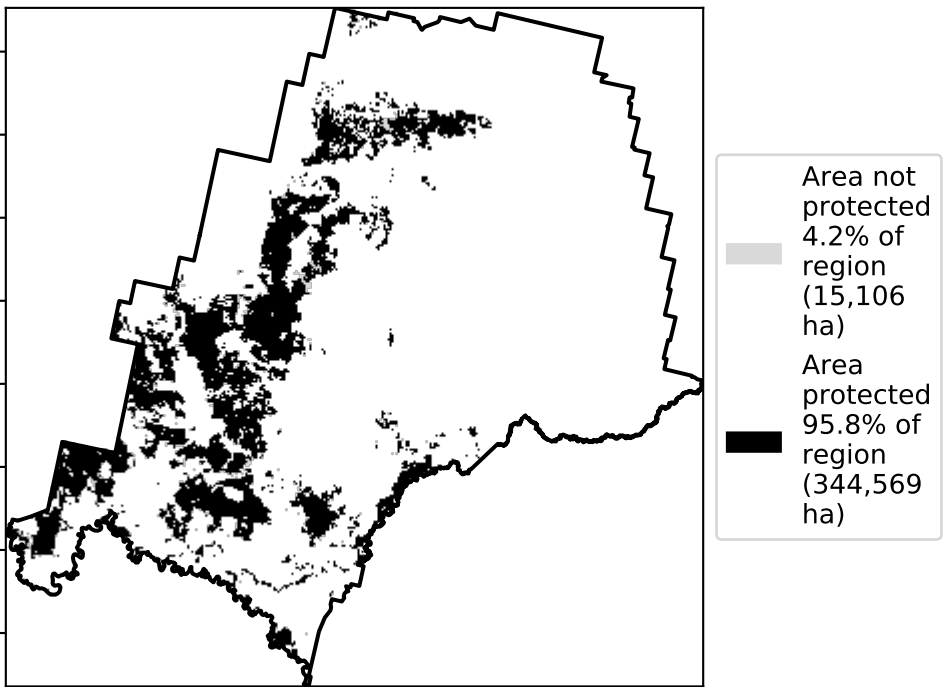 Area not
protected
4.2% of
region
(15,106
ha)
Area
protected
95.8% of
region
(344,569
ha)